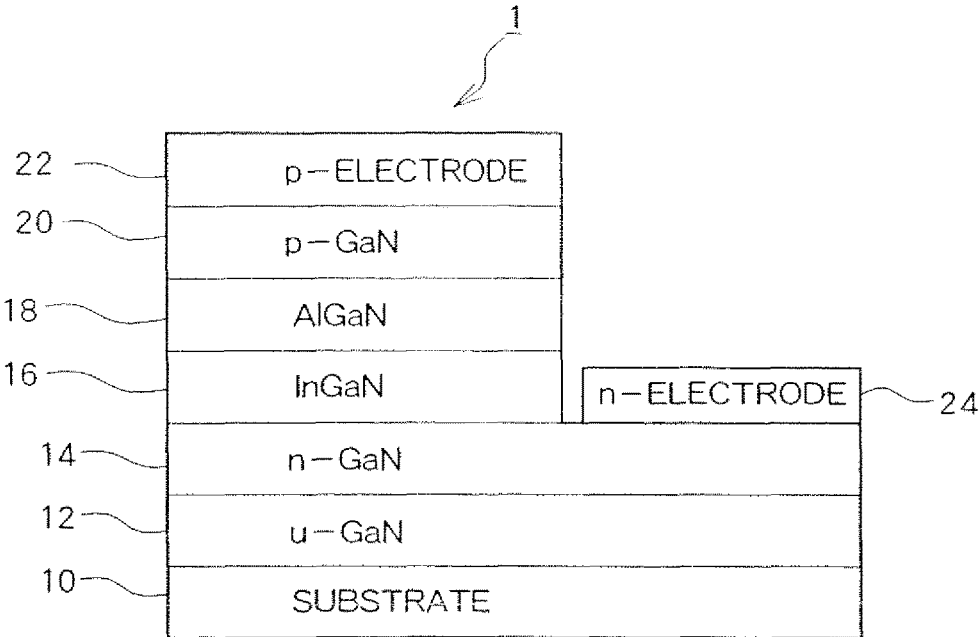 1
22 p-ELECTRODE
20 p-GaN
18 AlGaN
16 InGaN n-ELECTRODE 24
14 n-GaN
12 u-GaN
10 SUBSTRATE